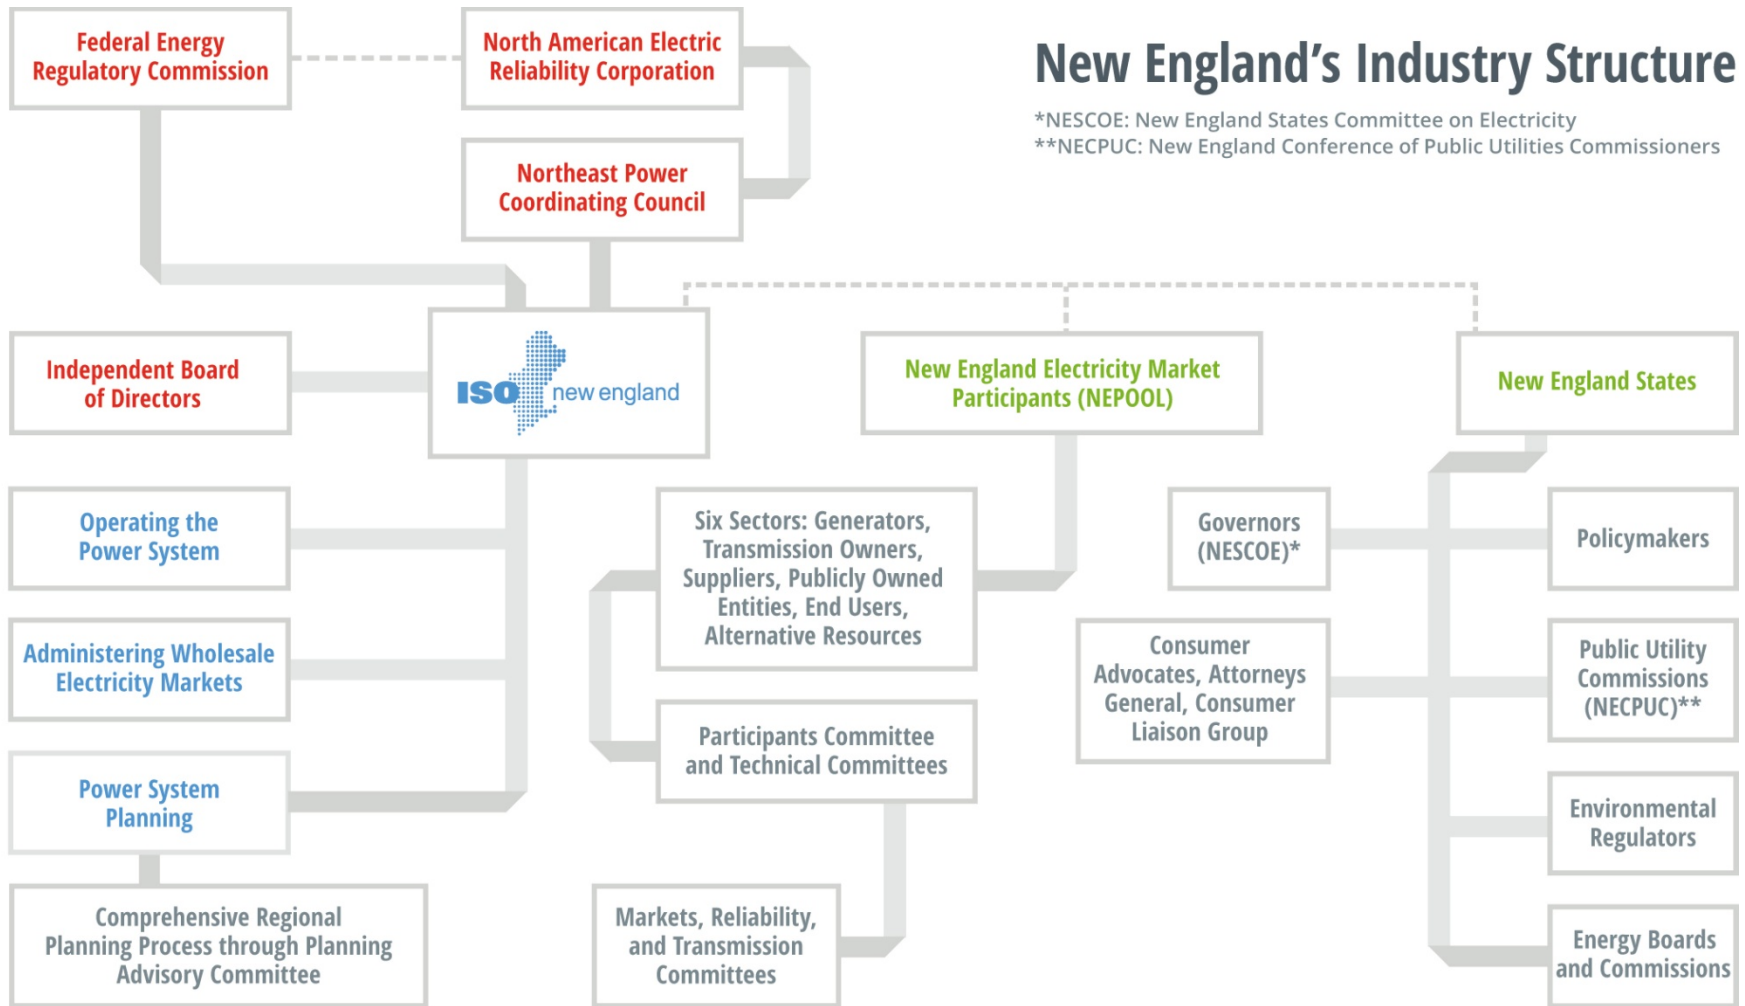 Federal Energy
Regulatory Commission
North American Electric
Reliability Corporation
New England’s Industry Structure
*NESCOE: New England States Committee on Electricity
**NECPUC: New England Conference of Public Utilities Commissioners
Northeast Power
Coordinating Council
Independent Board
of Directors
ISO new england
New England Electricity Market
Participants (NEPOOL)
New England States
Operating the
Power System
Administering Wholesale
Electricity Markets
Power System
Planning
Comprehensive Regional
Planning Process through Planning
Advisory Committee
Six Sectors: Generators,
Transmission Owners,
Suppliers, Publicly Owned
Entities, End Users,
Alternative Resources
Participants Committee
and Technical Committees
Markets, Reliability,
and Transmission
Committees
Governors
(NESCOE)*
Policymakers
Consumer
Advocates, Attorneys
General, Consumer
Liaison Group
Public Utility
Commissions
(NECPUC)**
Environmental
Regulators
Energy Boards
and Commissions